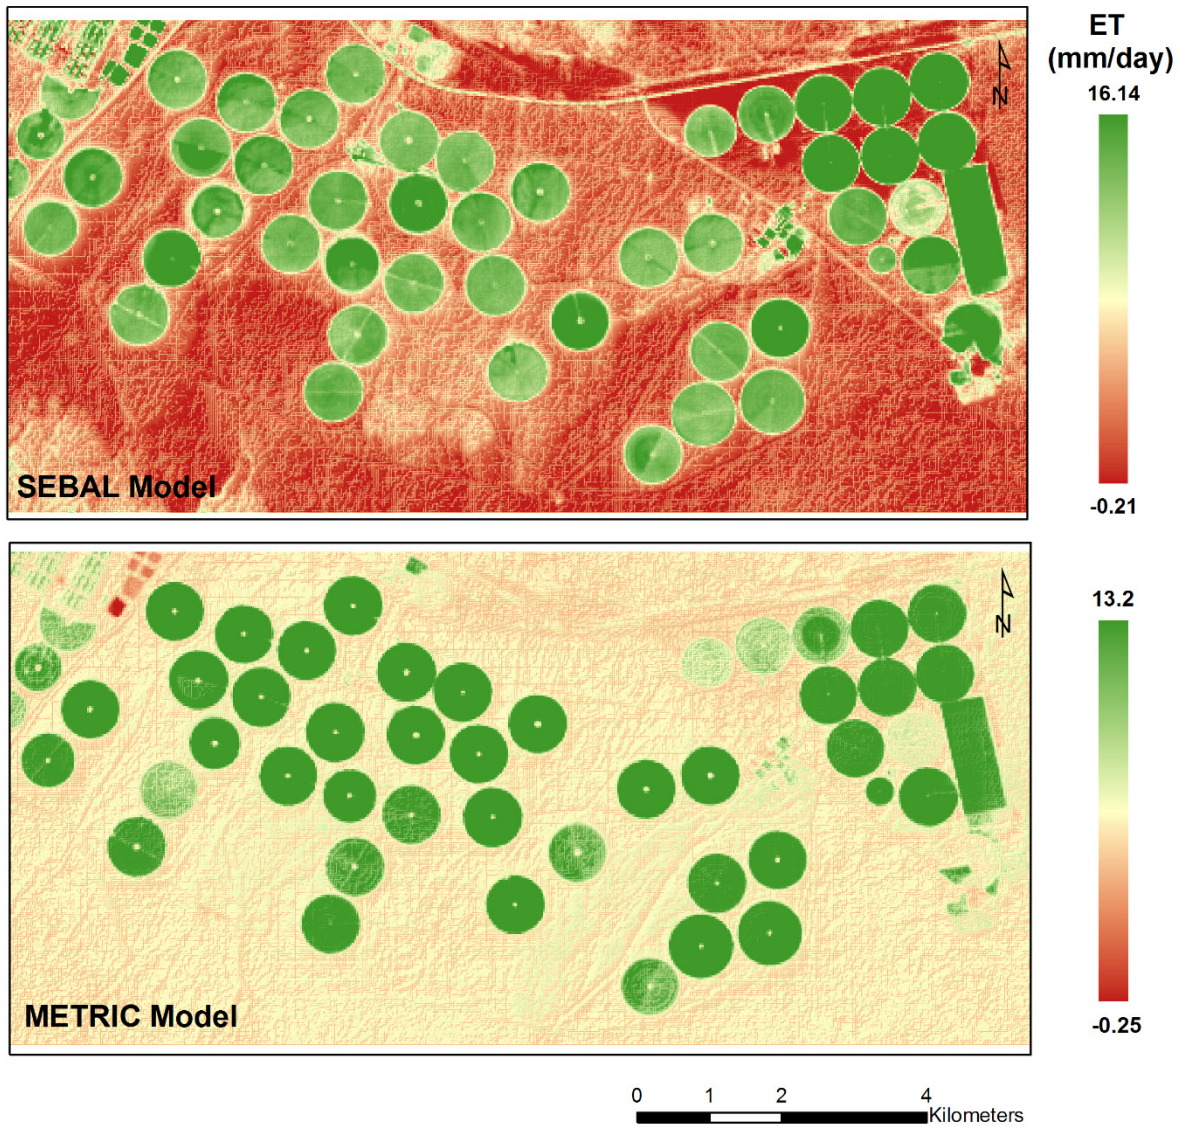 ET
(mm/day)
16.14
N
SEBAL Model
-0.21
13.2
N
METRIC Model
-0.25
0 1 2 4
Kilometers